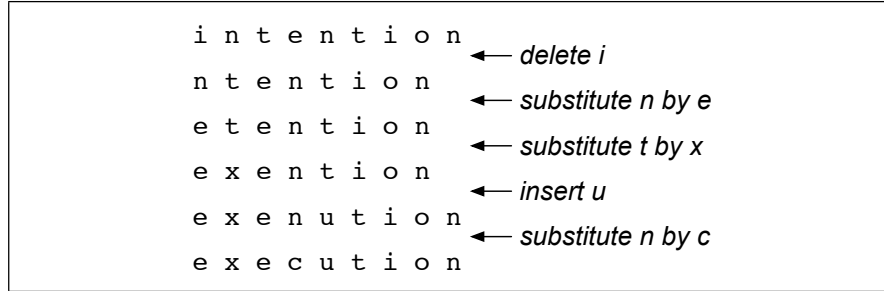 i n t e n t i o n
delete i
n t e n t i o n
substitute n by e
e t e n t i o n
substitute t by x
e x e n t i o n
insert u
e x e n u t i o n
substitute n by c
e x e c u t i o n